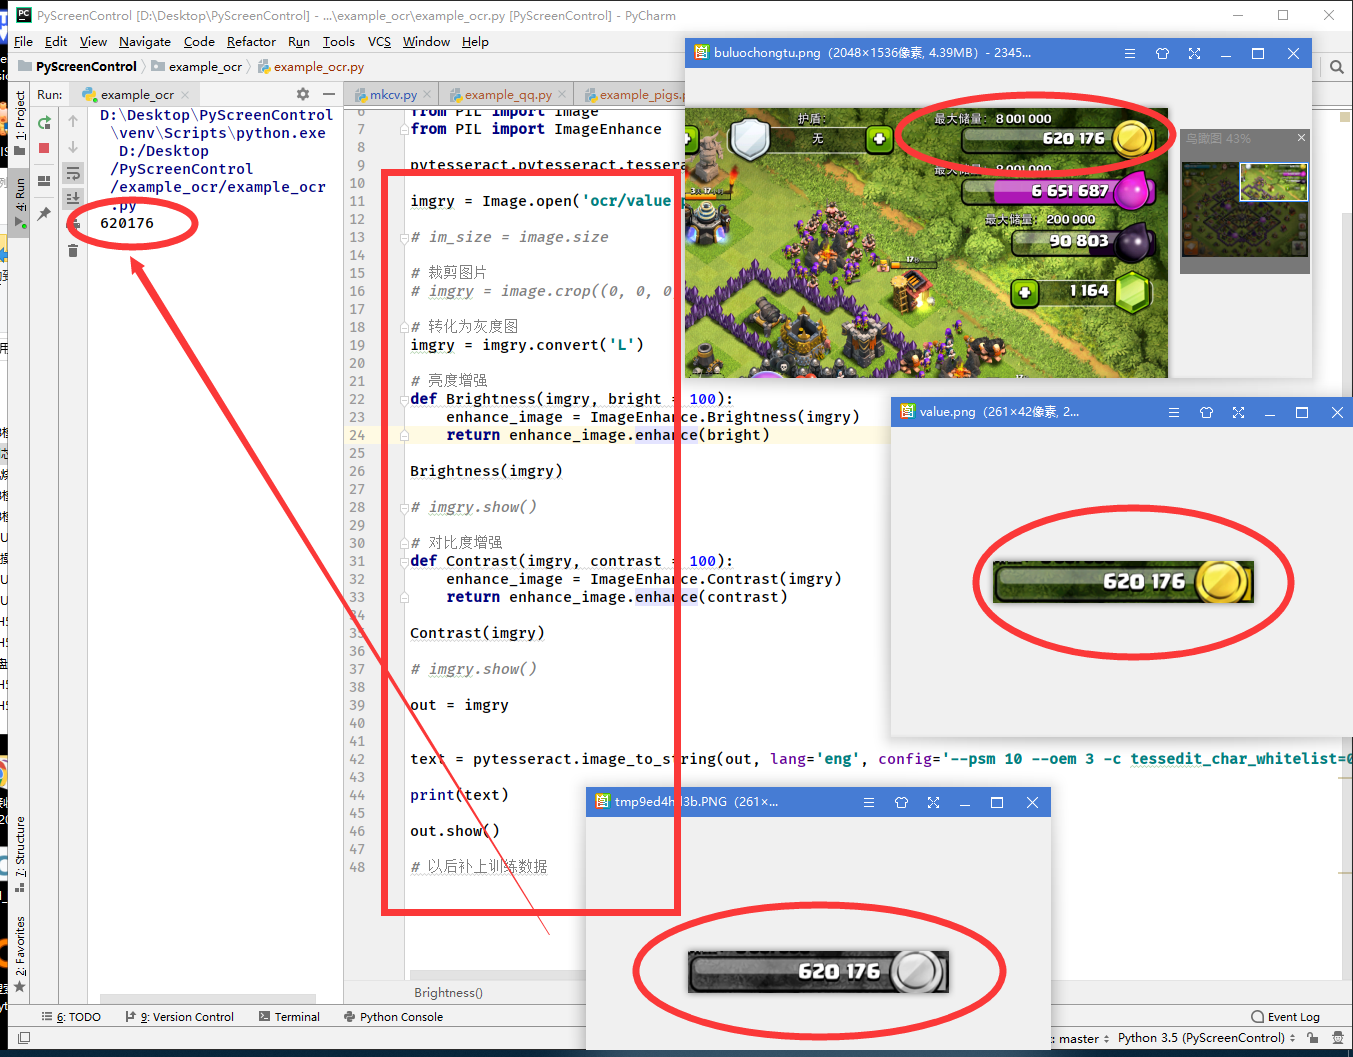 PyScreenControl [D:\Desktop\PyScreenControl] - ...\example_ocr\example_ocr.py [PyScreenControl] - PyCharm
File Edit View Navigate Code Refactor Run Tools VCS Window Help
PyScreenControl example_ocr example_ocr.py
Run: example_ocr
mkcv.py example_qq.py example_pigs.
1: Project
4: Run
7: Structure
2: Favorites
D:\Desktop\PyScreenControl
\venv\Scripts\python.exe
D:/Desktop
/PyScreenControl
/example_ocr/example_ocr
.py
620176
6 from PIL import Image
7 from PIL import ImageEnhance
8
9 pytesseract.pytesseract.tessera
10
11 imgry = Image.open('ocr/value
12
13 # im_size = image.size
14
15 # 裁剪图片
16 # imgry = image.crop((0, 0, 0
17
18 # 转化为灰度图
19 imgry = imgry.convert('L')
20
21 # 亮度增强
22 def Brightness(imgry, bright = 100):
23 enhance_image = ImageEnhance.Brightness(imgry)
24 return enhance_image.enhance(bright)
25
26 Brightness(imgry)
27
28 # imgry.show()
29
30 # 对比度增强
31 def Contrast(imgry, contrast = 100):
32 enhance_image = ImageEnhance.Contrast(imgry)
33 return enhance_image.enhance(contrast)
34
35 Contrast(imgry)
36
37 # imgry.show()
38
39 out = imgry
40
41
42 text = pytesseract.image_to_string(out, lang='eng', config='--psm 10 --oem 3 -c tessedit_char_whitelist=0
43
44 print(text)
45
46 out.show()
47
48 # 以后补上训练数据
Brightness()
buluochongtu.png (2048×1536像素, 4.39MB) - 2345...
护盾:
无
最大储量: 8 001 000
620 176
最大储量: 8 001 000
6 651 687
最大储量: 200 000
90 803
1 164
鸟瞰图 43%
value.png (261×42像素, 2...
620 176
tmp9ed4h
3b.PNG (261×...
620 176
6: TODO 9: Version Control Terminal Python Console Event Log
: master Python 3.5 (PyScreenControl)